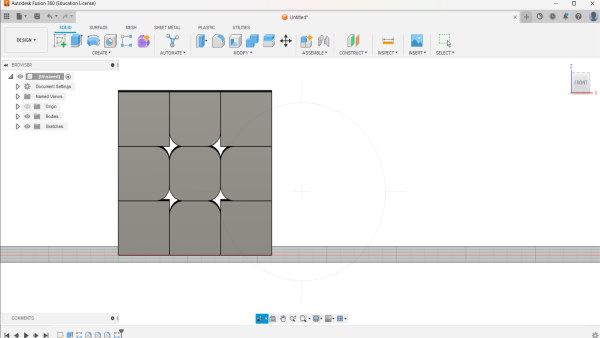 Autodesk Fusion 360 (Education License)
Untitled*
SOLID SURFACE MESH SHEET METAL PLASTIC UTILITIES
DESIGN
CREATE AUTOMATE MODIFY ASSEMBLE CONSTRUCT INSPECT INSERT SELECT
BROWSER
(Unsaved)
Document Settings
Named Views
Origin
Bodies
Sketches
Z
FRONT
X
COMMENTS